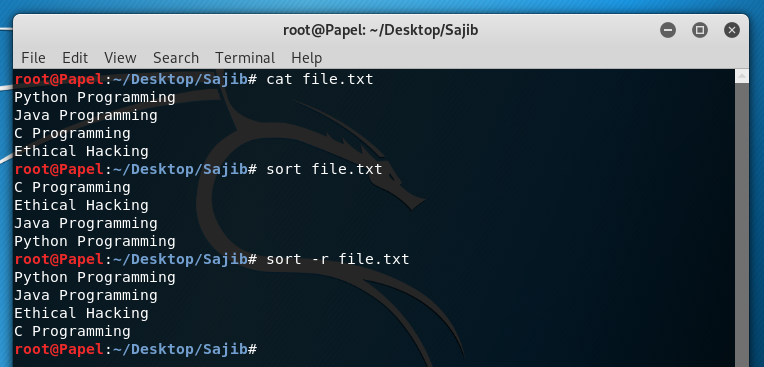 root@Papel: ~/Desktop/Sajib
File Edit View Search Terminal Help
root@Papel:~/Desktop/Sajib# cat file.txt
Python Programming
Java Programming
C Programming
Ethical Hacking
root@Papel:~/Desktop/Sajib# sort file.txt
C Programming
Ethical Hacking
Java Programming
Python Programming
root@Papel:~/Desktop/Sajib# sort -r file.txt
Python Programming
Java Programming
Ethical Hacking
C Programming
root@Papel:~/Desktop/Sajib#